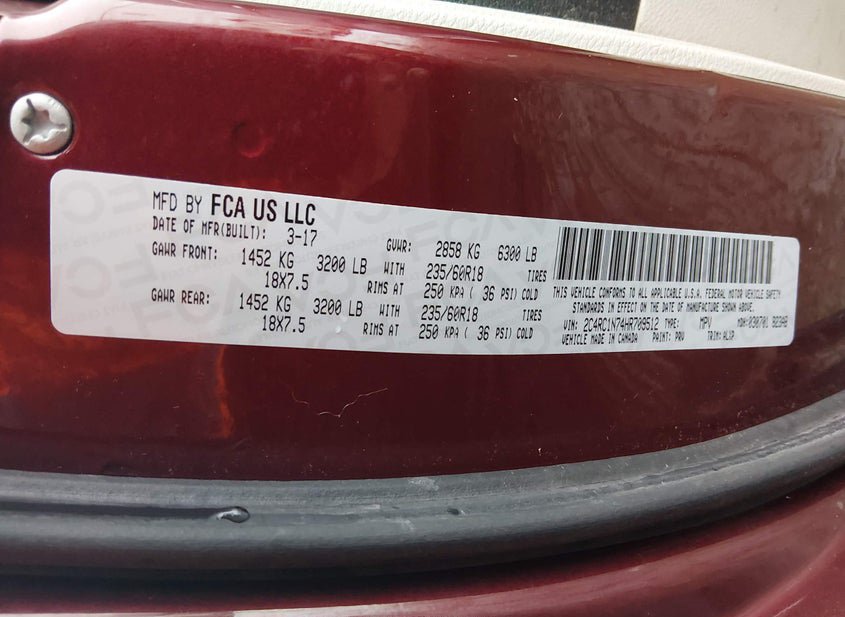 MFD BY FCA US LLC
DATE OF MFR(BUILT): 3-17
GVWR: 2858 KG 6300 LB
GAWR FRONT: 1452 KG 3200 LB WITH 235/60R18 TIRES
18X7.5 RIMS AT 250 KPA ( 36 PSI) COLD
GAWR REAR: 1452 KG 3200 LB WITH 235/60R18 TIRES
18X7.5 RIMS AT 250 KPA ( 36 PSI) COLD
THIS VEHICLE CONFORMS TO ALL APPLICABLE U.S.A. FEDERAL MOTOR VEHICLE SAFETY
STANDARDS IN EFFECT ON THE DATE OF MANUFACTURE SHOWN ABOVE.
VIN: 2C4RC1N74HR709512 TYPE: MPV MDH:030701
VEHICLE MADE IN CANADA PAINT: PRV TRIM: